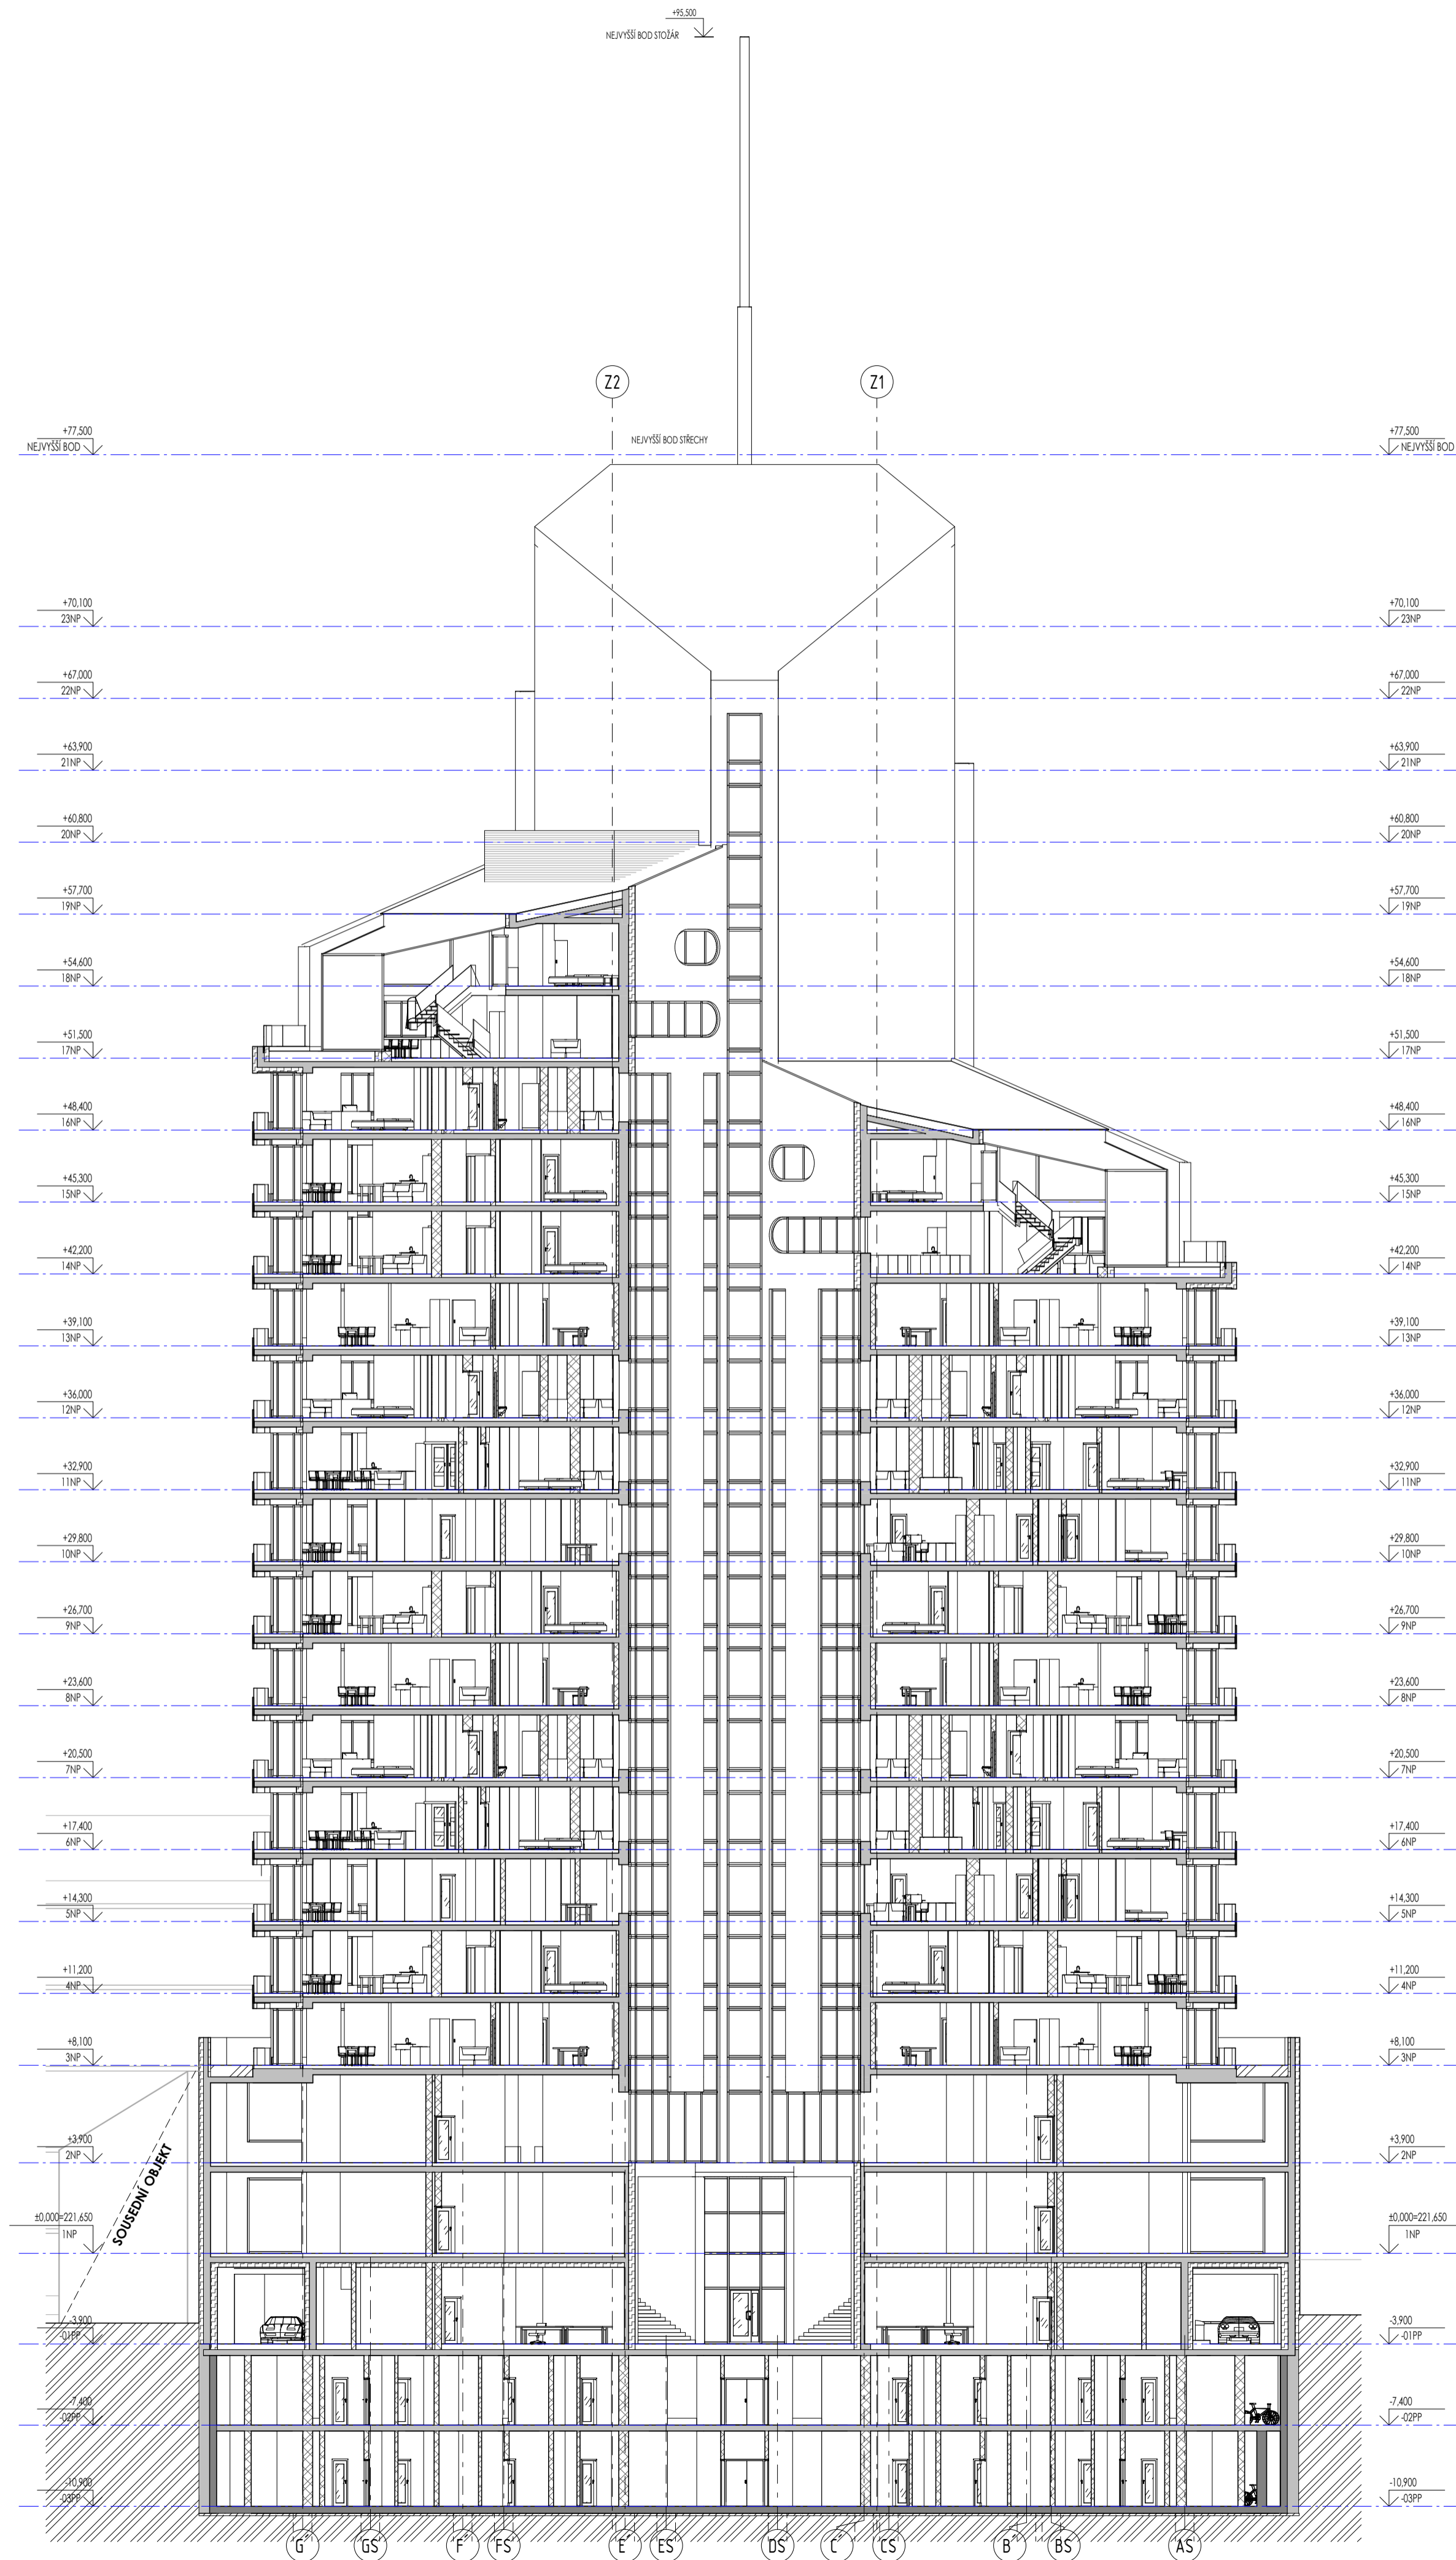 +95,500
NEJVYŠŠÍ BOD STOŽÁR
Z2
Z1
+77,500
NEJVYŠŠÍ BOD
NEJVYŠŠÍ BOD STŘECHY
+77,500
NEJVYŠŠÍ BOD
+70,100
23NP
+70,100
23NP
+67,000
22NP
+67,000
22NP
+63,900
21NP
+63,900
21NP
+60,800
20NP
+60,800
20NP
+57,700
19NP
+57,700
19NP
+54,600
18NP
+54,600
18NP
+51,500
17NP
+51,500
17NP
+48,400
16NP
+48,400
16NP
+45,300
15NP
+45,300
15NP
+42,200
14NP
+42,200
14NP
+39,100
13NP
+39,100
13NP
+36,000
12NP
+36,000
12NP
+32,900
11NP
+32,900
11NP
+29,800
10NP
+29,800
10NP
+26,700
9NP
+26,700
9NP
+23,600
8NP
+23,600
8NP
+20,500
7NP
+20,500
7NP
+17,400
6NP
+17,400
6NP
+14,300
5NP
+14,300
5NP
+11,200
4NP
+11,200
4NP
+8,100
3NP
+8,100
3NP
+3,900
2NP
+3,900
2NP
SOUSEDNÍ OBJEKT
±0,000=221,650
1NP
±0,000=221,650
1NP
-3,900
-01PP
-3,900
-01PP
-7,400
-02PP
-7,400
-02PP
-10,900
-03PP
-10,900
-03PP
G´
GS
F´
FS
E´
ES
DS
C´
CS
B´
BS
AS